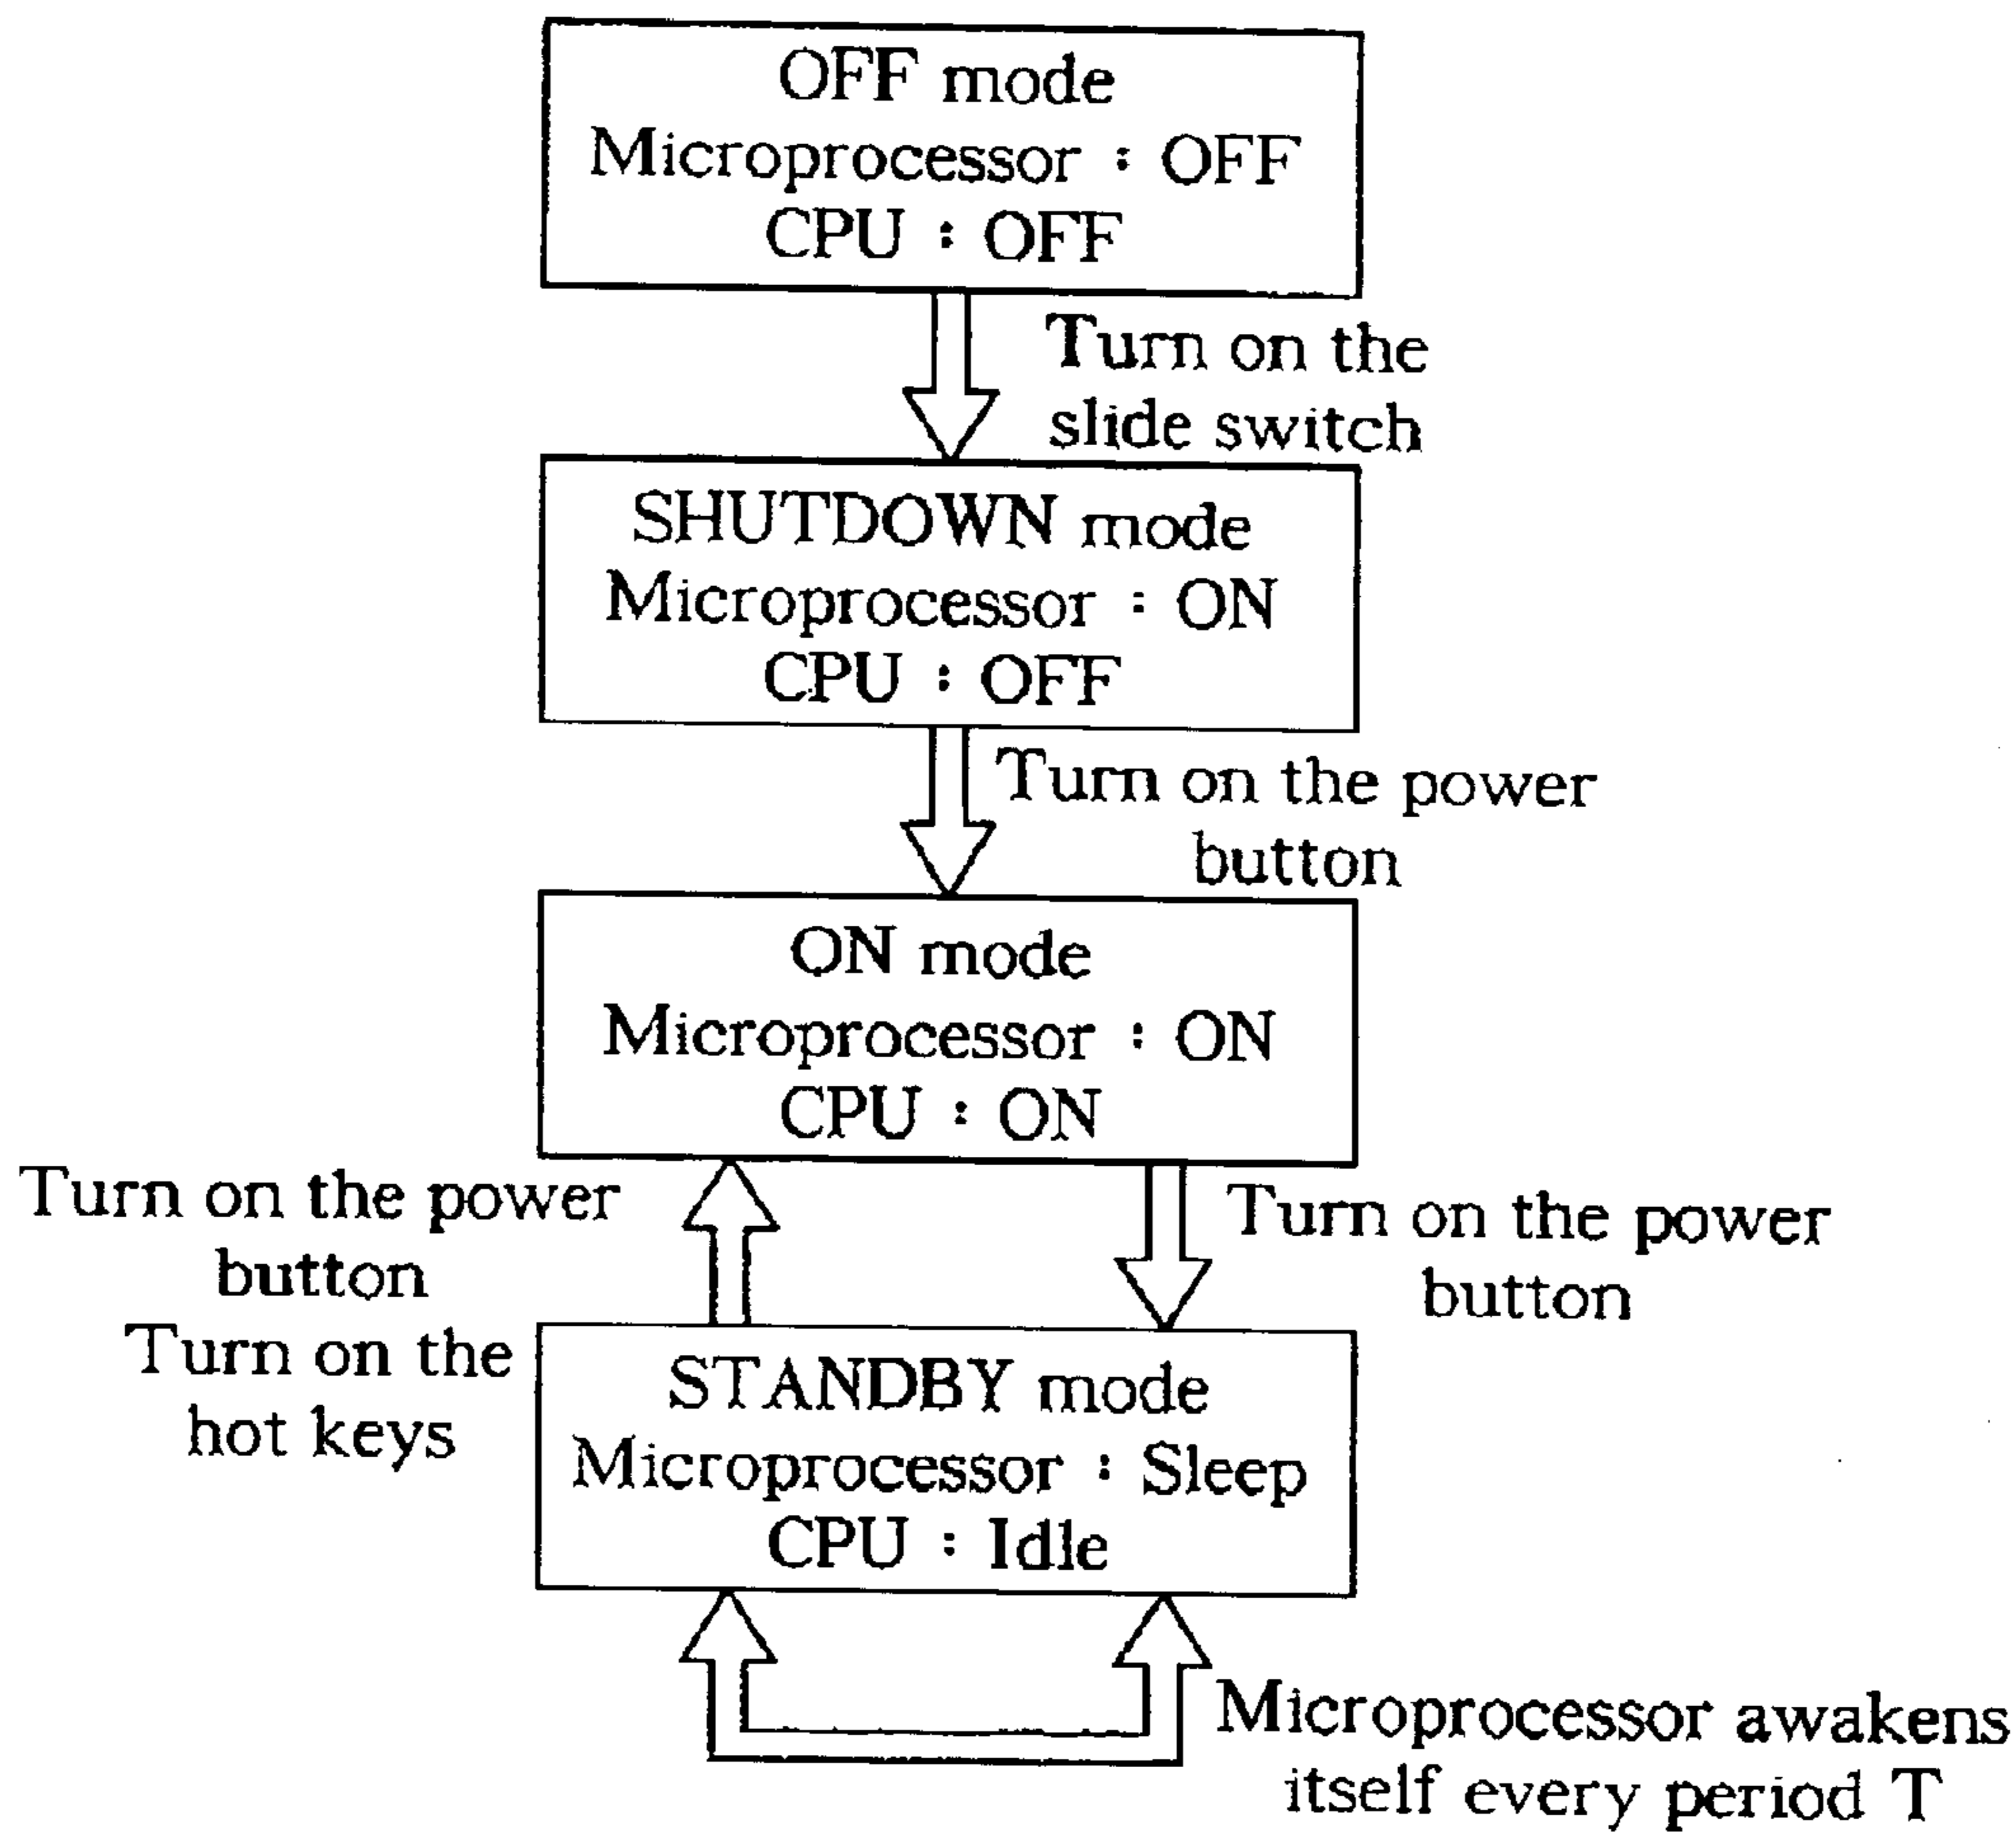 OFF mode
Microprocessor : OFF
CPU : OFF
Turn on the
slide switch
SHUTDOWN mode
Microprocessor : ON
CPU : OFF
Turn on the power
button
ON mode
Microprocessor : ON
CPU : ON
Turn on the power
button
Turn on the
hot keys
Turn on the power
button
STANDBY mode
Microprocessor : Sleep
CPU : Idle
Microprocessor awakens
itself every period T